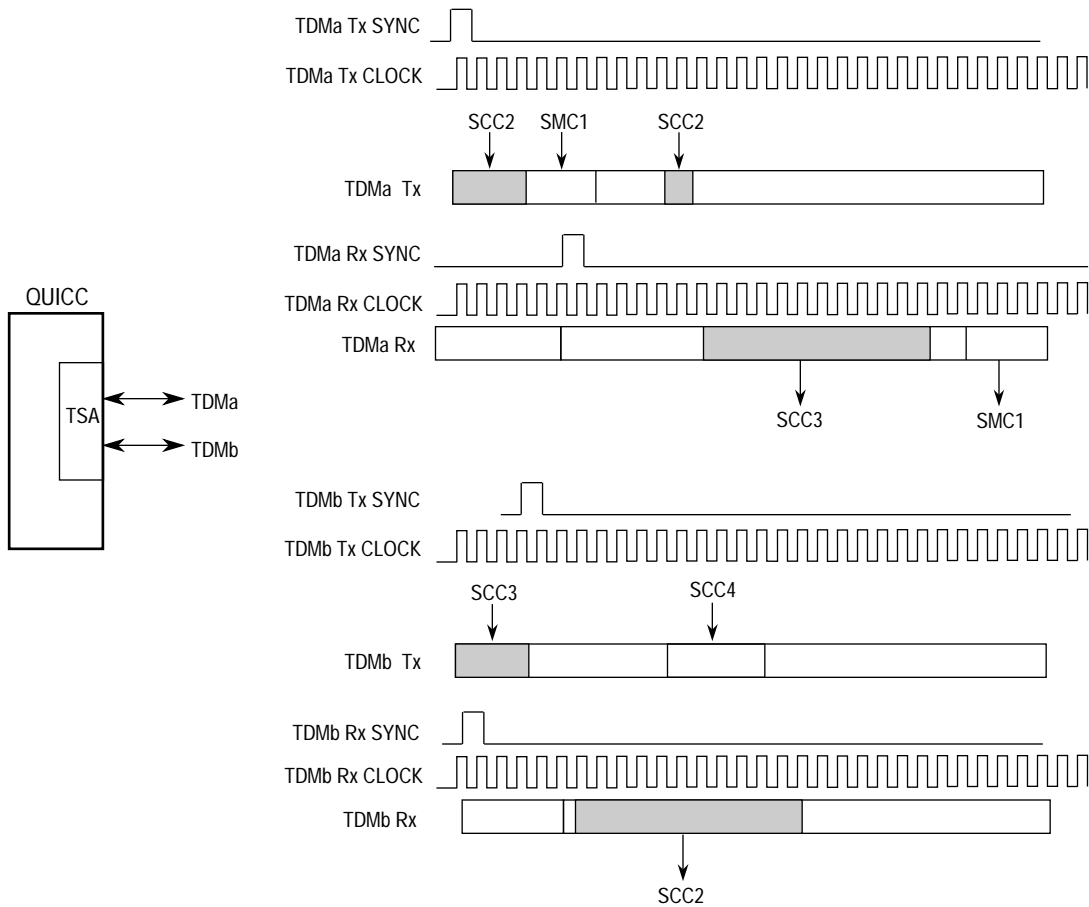 TDMa Tx SYNC
TDMa Tx CLOCK
SCC2 SMC1 SCC2
TDMa Tx
TDMa Rx SYNC
QUICC
TDMa Rx CLOCK
TDMa Rx
TSA
TDMa
TDMb
SCC3 SMC1
TDMb Tx SYNC
TDMb Tx CLOCK
SCC3 SCC4
TDMb Tx
TDMb Rx SYNC
TDMb Rx CLOCK
TDMb Rx
SCC2